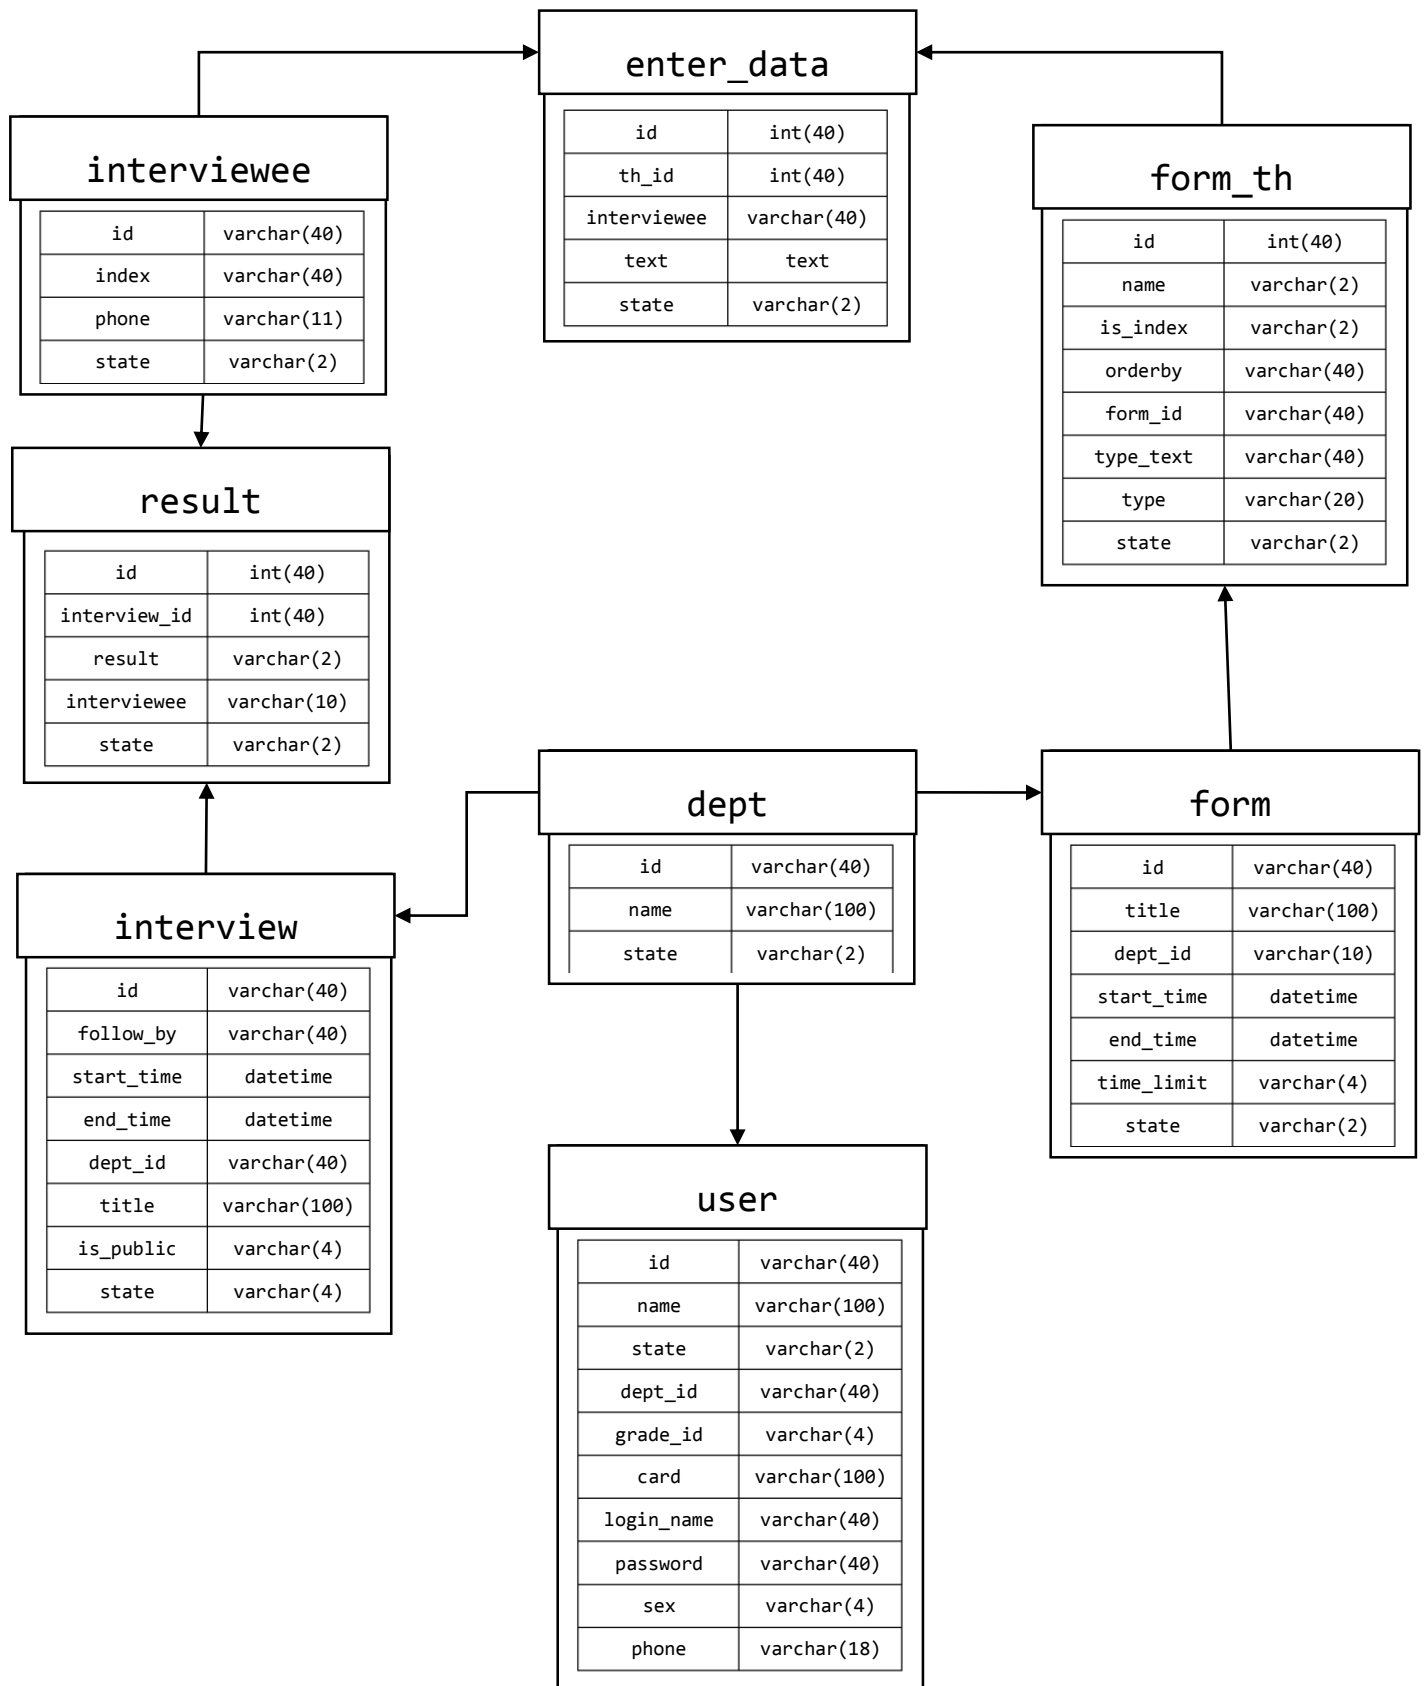 enter_data
id int(40)
th_id int(40)
interviewee varchar(40)
text text
state varchar(2)
interviewee
id varchar(40)
index varchar(40)
phone varchar(11)
state varchar(2)
form_th
id int(40)
name varchar(2)
is_index varchar(2)
orderby varchar(40)
form_id varchar(40)
type_text varchar(40)
type varchar(20)
state varchar(2)
result
id int(40)
interview_id int(40)
result varchar(2)
interviewee varchar(10)
state varchar(2)
dept
id varchar(40)
name varchar(100)
state varchar(2)
form
id varchar(40)
title varchar(100)
dept_id varchar(10)
start_time datetime
end_time datetime
time_limit varchar(4)
state varchar(2)
interview
id varchar(40)
follow_by varchar(40)
start_time datetime
end_time datetime
dept_id varchar(40)
title varchar(100)
is_public varchar(4)
state varchar(4)
user
id varchar(40)
name varchar(100)
state varchar(2)
dept_id varchar(40)
grade_id varchar(4)
card varchar(100)
login_name varchar(40)
password varchar(40)
sex varchar(4)
phone varchar(18)